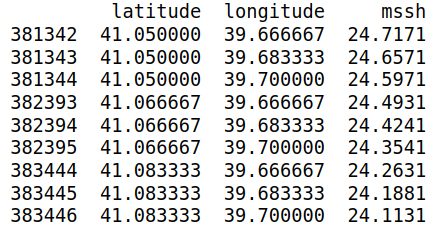 latitude longitude mssh
381342 41.050000 39.666667 24.7171
381343 41.050000 39.683333 24.6571
381344 41.050000 39.700000 24.5971
382393 41.066667 39.666667 24.4931
382394 41.066667 39.683333 24.4241
382395 41.066667 39.700000 24.3541
383444 41.083333 39.666667 24.2631
383445 41.083333 39.683333 24.1881
383446 41.083333 39.700000 24.1131